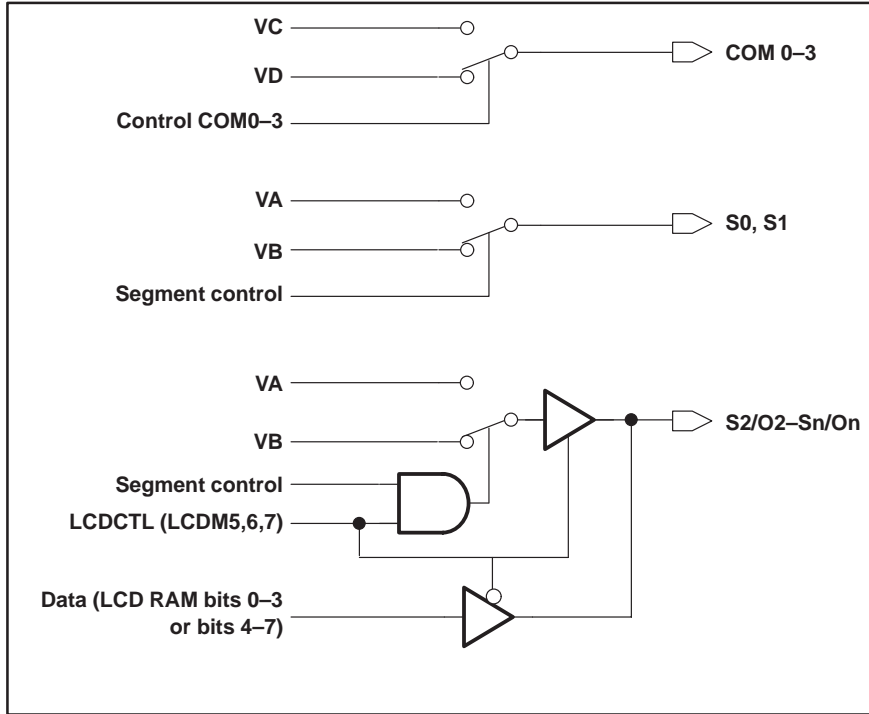 VC
VD
COM 0–3
Control COM0–3
VA
VB
S0, S1
Segment control
VA
VB
S2/O2–Sn/On
Segment control
LCDCTL (LCDM5,6,7)
Data (LCD RAM bits 0–3
or bits 4–7)